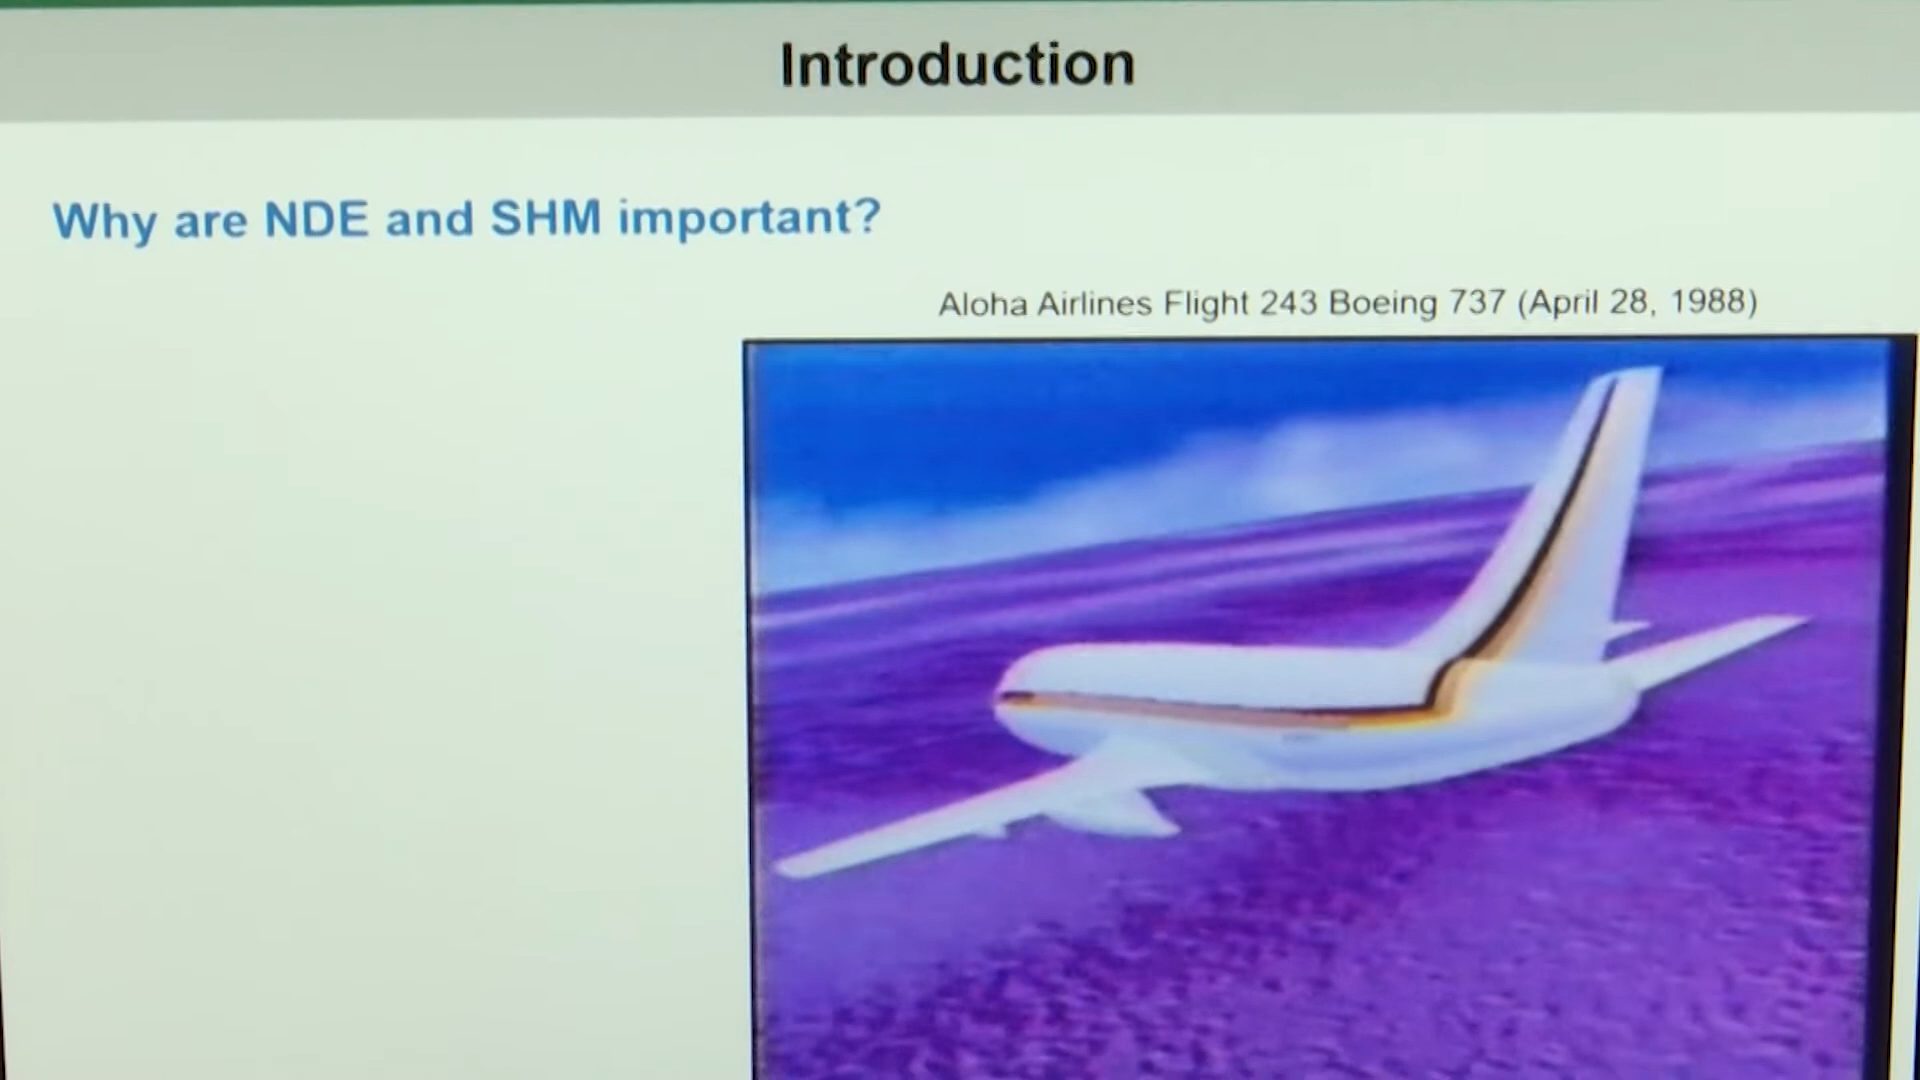 Introduction
Why are NDE and SHM important?
Aloha Airlines Flight 243 Boeing 737 (April 28, 1988)